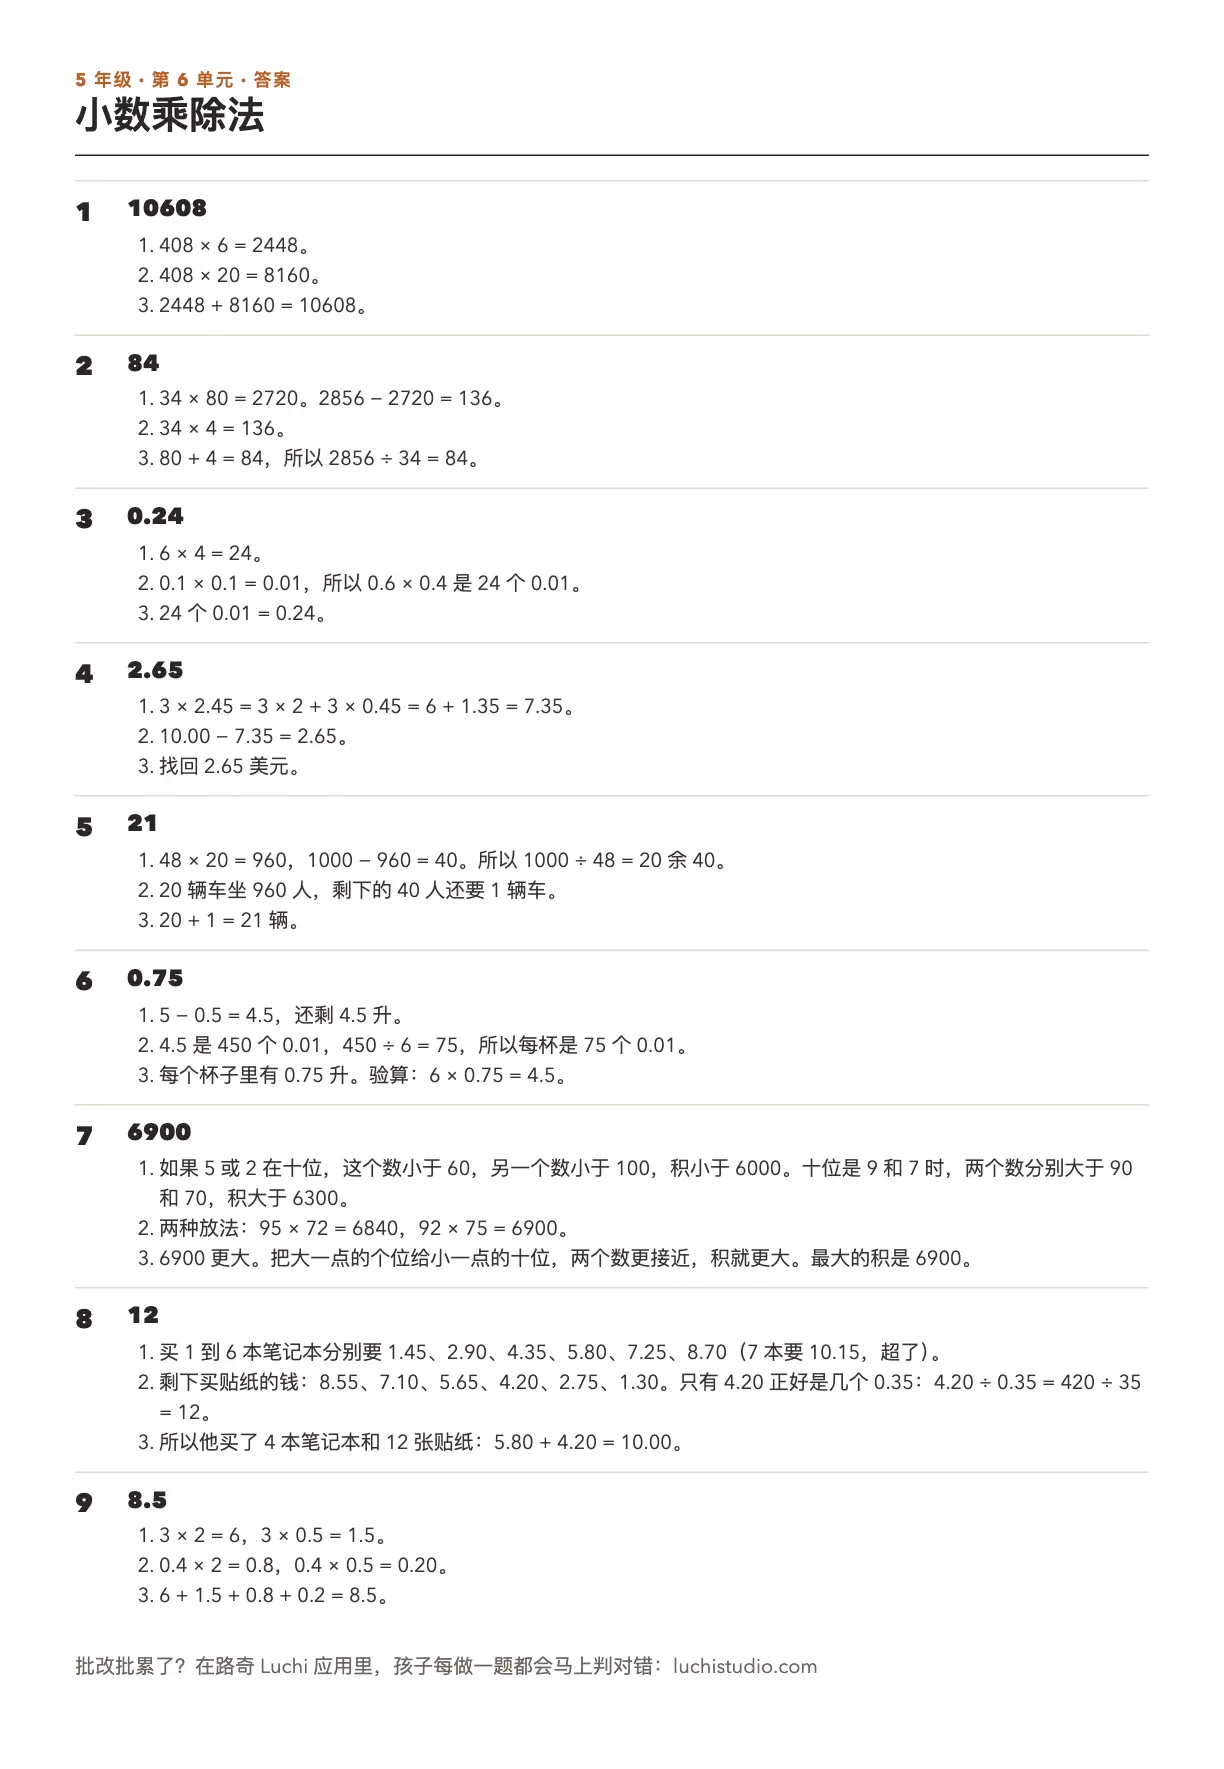 5 年级 · 第 6 单元 · 答案
小数乘除法
1 10608
1. 408 × 6 = 2448。
2. 408 × 20 = 8160。
3. 2448 + 8160 = 10608。
2 84
1. 34 × 80 = 2720。2856 − 2720 = 136。
2. 34 × 4 = 136。
3. 80 + 4 = 84，所以 2856 ÷ 34 = 84。
3 0.24
1. 6 × 4 = 24。
2. 0.1 × 0.1 = 0.01，所以 0.6 × 0.4 是 24 个 0.01。
3. 24 个 0.01 = 0.24。
4 2.65
1. 3 × 2.45 = 3 × 2 + 3 × 0.45 = 6 + 1.35 = 7.35。
2. 10.00 − 7.35 = 2.65。
3. 找回 2.65 美元。
5 21
1. 48 × 20 = 960，1000 − 960 = 40。所以 1000 ÷ 48 = 20 余 40。
2. 20 辆车坐 960 人，剩下的 40 人还要 1 辆车。
3. 20 + 1 = 21 辆。
6 0.75
1. 5 − 0.5 = 4.5，还剩 4.5 升。
2. 4.5 是 450 个 0.01，450 ÷ 6 = 75，所以每杯是 75 个 0.01。
3. 每个杯子里有 0.75 升。验算：6 × 0.75 = 4.5。
7 6900
1. 如果 5 或 2 在十位，这个数小于 60，另一个数小于 100，积小于 6000。十位是 9 和 7 时，两个数分别大于 90
和 70，积大于 6300。
2. 两种放法：95 × 72 = 6840，92 × 75 = 6900。
3. 6900 更大。把大一点的个位给小一点的十位，两个数更接近，积就更大。最大的积是 6900。
8 12
1. 买 1 到 6 本笔记本分别要 1.45、2.90、4.35、5.80、7.25、8.70（7 本要 10.15，超了）。
2. 剩下买贴纸的钱：8.55、7.10、5.65、4.20、2.75、1.30。只有 4.20 正好是几个 0.35：4.20 ÷ 0.35 = 420 ÷ 35
= 12。
3. 所以他买了 4 本笔记本和 12 张贴纸：5.80 + 4.20 = 10.00。
9 8.5
1. 3 × 2 = 6，3 × 0.5 = 1.5。
2. 0.4 × 2 = 0.8，0.4 × 0.5 = 0.20。
3. 6 + 1.5 + 0.8 + 0.2 = 8.5。
批改批累了？在路奇 Luchi 应用里，孩子每做一题都会马上判对错：luchistudio.com